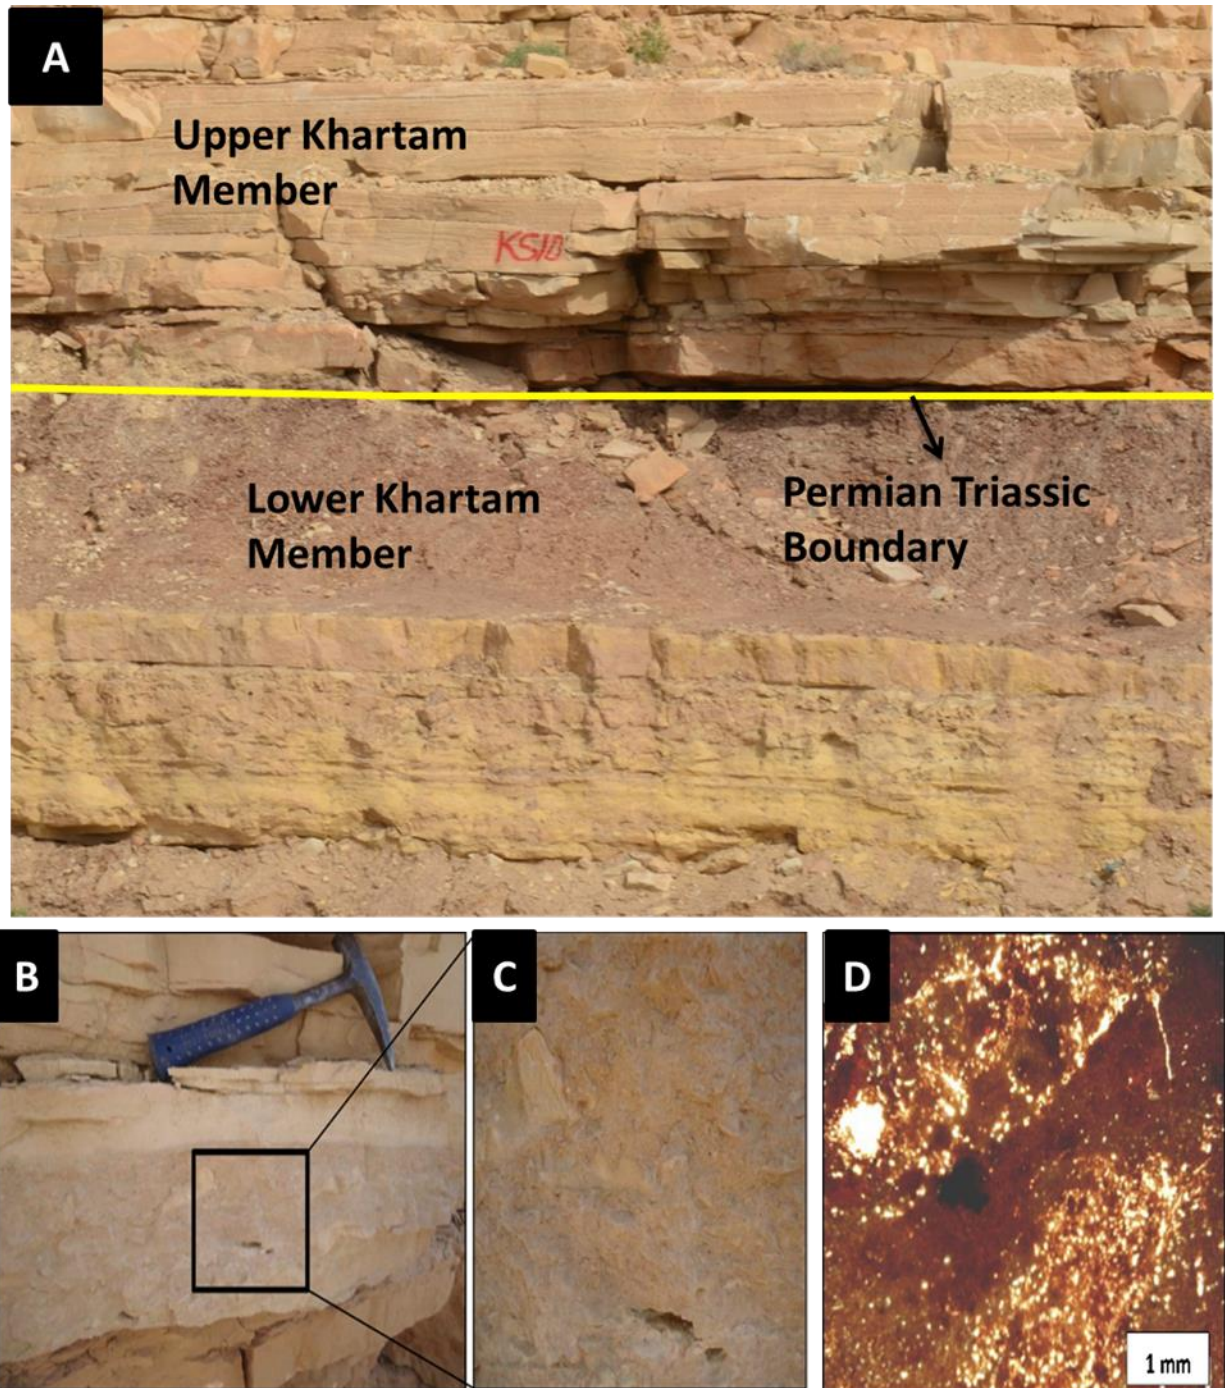 A
Upper Khartam
Member
KS10
Lower Khartam
Member
Permian Triassic
Boundary
B
C
D
1 mm